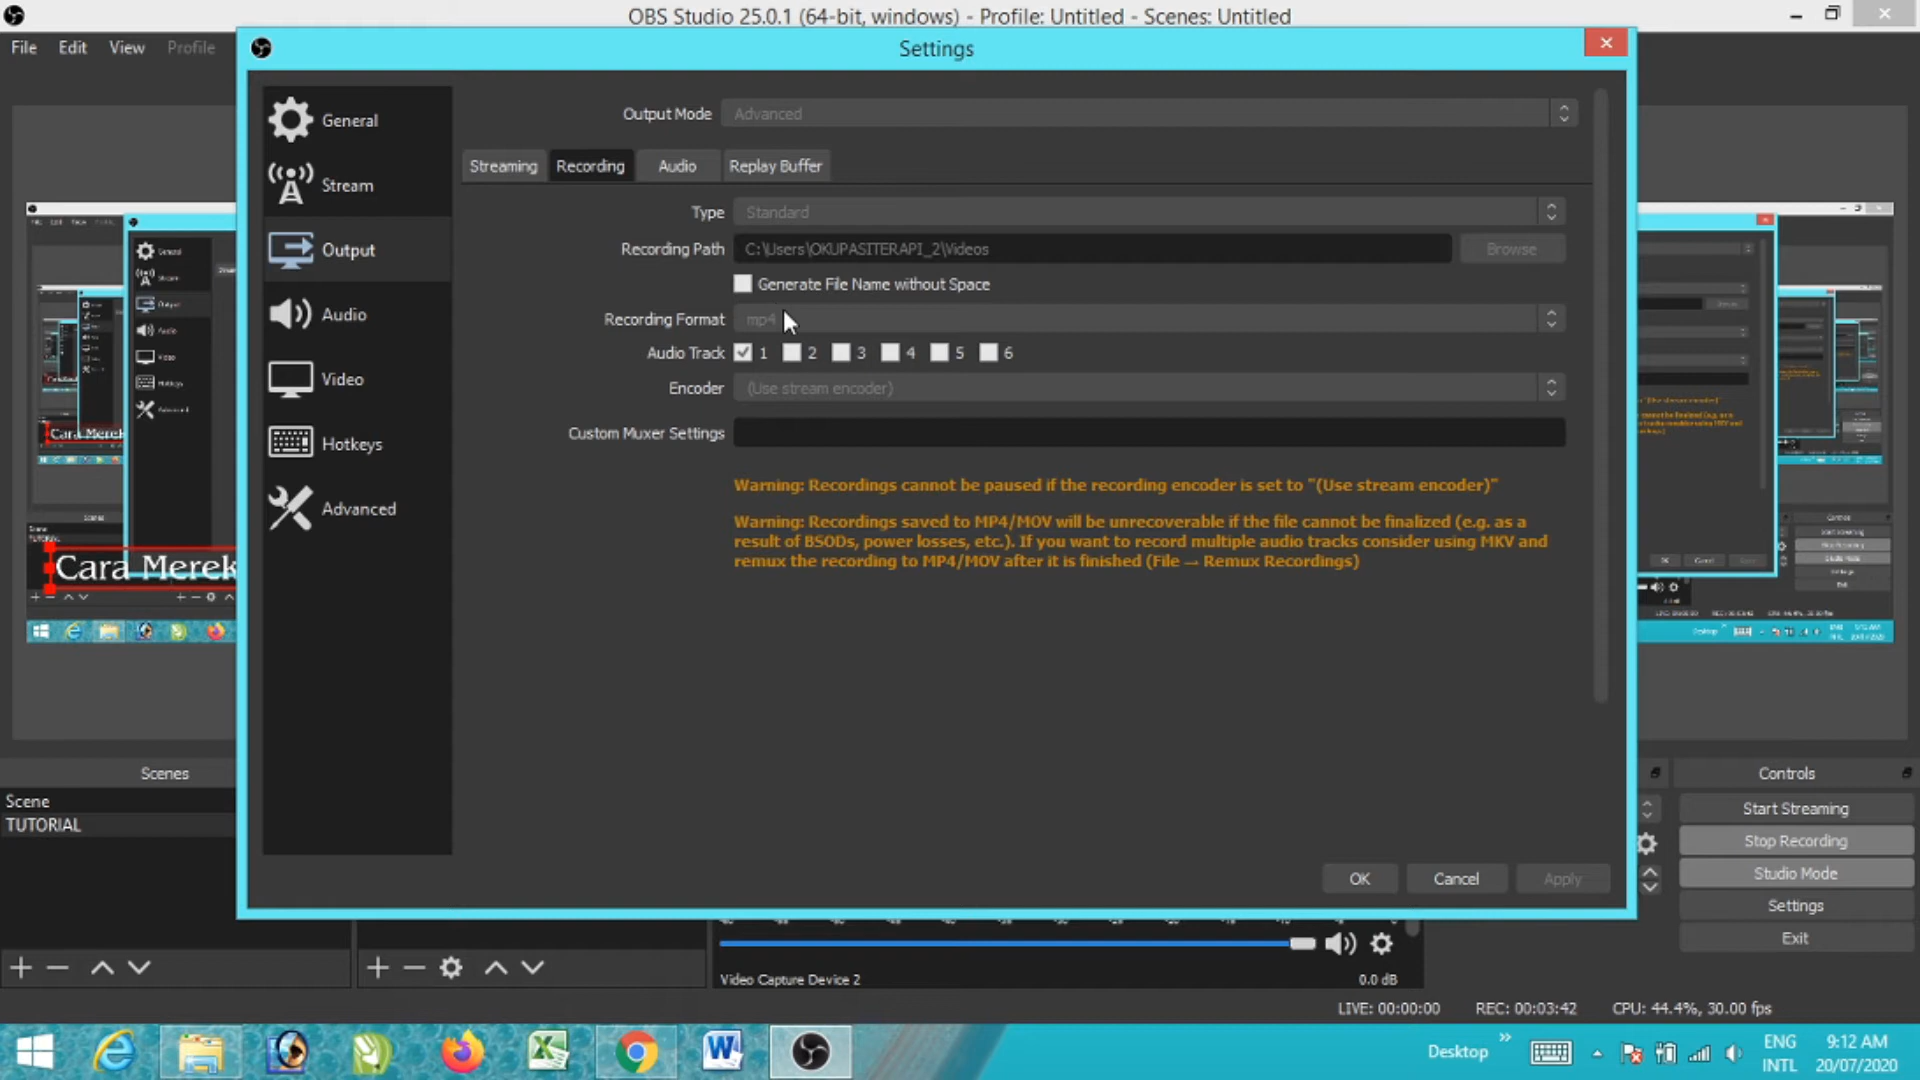 OBS Studio 25.0.1 (64-bit, windows) - Profile: Untitled - Scenes: Untitled
File Edit View Profile
Settings
General
Stream
Output
Audio
Video
Hotkeys
Advanced
Output Mode Advanced
Streaming Recording Audio Replay Buffer
Type Standard
Recording Path C:\Users\OKUPASITERAPI_2\Videos Browse
Generate File Name without Space
Recording Format mp4
Audio Track 1 2 3 4 5 6
Encoder (Use stream encoder)
Custom Muxer Settings
Warning: Recordings cannot be paused if the recording encoder is set to "(Use stream encoder)"
Warning: Recordings saved to MP4/MOV will be unrecoverable if the file cannot be finalized (e.g. as a
result of BSODs, power losses, etc.). If you want to record multiple audio tracks consider using MKV and
remux the recording to MP4/MOV after it is finished (File → Remux Recordings)
OK Cancel Apply
Cara Merek
Scenes
Scene
TUTORIAL
Controls
Start Streaming
Stop Recording
Studio Mode
Settings
Exit
Video Capture Device 2 0.0 dB
LIVE: 00:00:00 REC: 00:03:42 CPU: 44.4%, 30.00 fps
Desktop
ENG
INTL
9:12 AM
20/07/2020